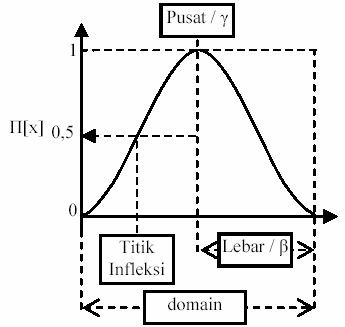 Pusat / γ
1
Π[x] 0,5
0
Titik
Infleksi
Lebar / β
domain